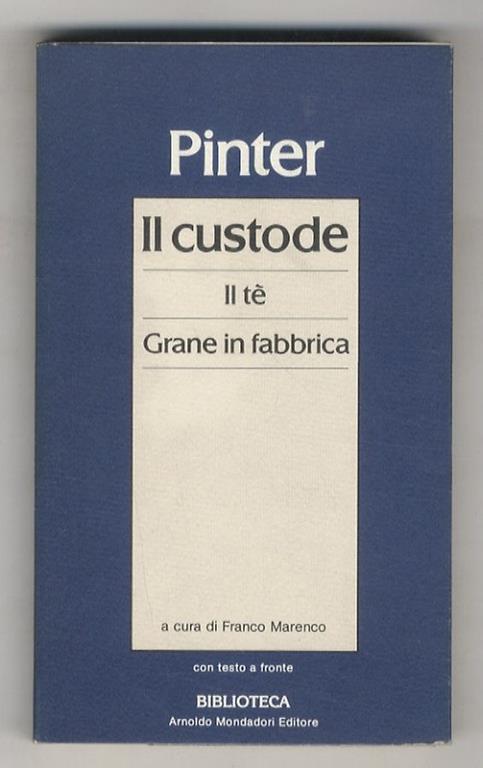 Pinter
Il custode
Il tè
Grane in fabbrica
a cura di Franco Marenco
con testo a fronte
BIBLIOTECA
Arnoldo Mondadori Editore